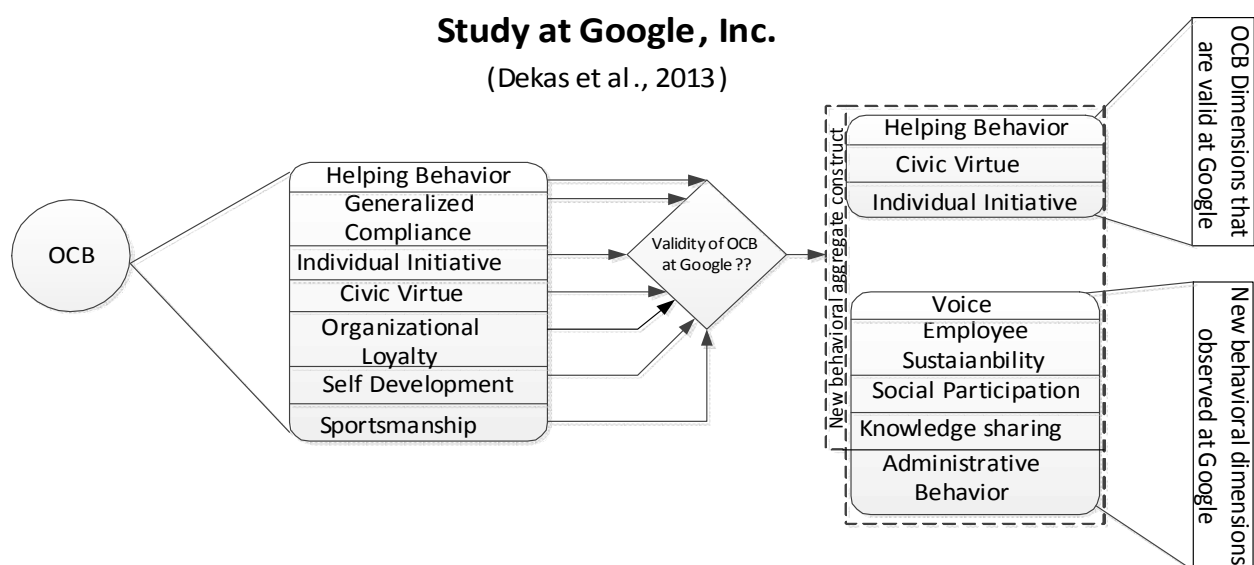 Study at Google, Inc.
(Dekas et al., 2013)
OCB
Helping Behavior
Generalized
Compliance
Individual Initiative
Civic Virtue
Organizational
Loyalty
Self Development
Sportsmanship
Validity of OCB
at Google ??
New behavioral aggregate construct
Helping Behavior
Civic Virtue
Individual Initiative
Voice
Employee
Sustaianbility
Social Participation
Knowledge sharing
Administrative
Behavior
OCB Dimensions that
are valid at Google
New behavioral dimensions
observed at Google